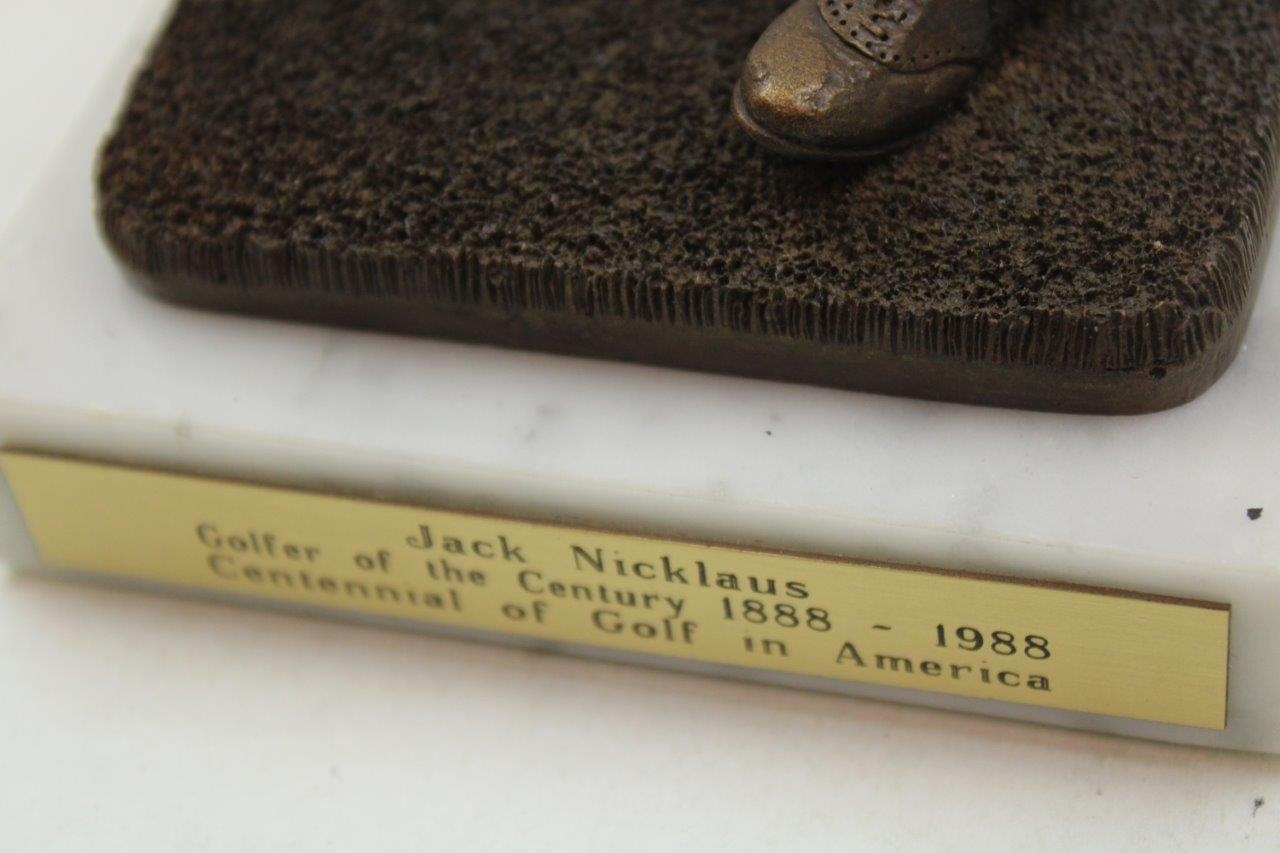 Jack Nicklaus
Golfer of the Century 1888 - 1988
Centennial of Golf in America